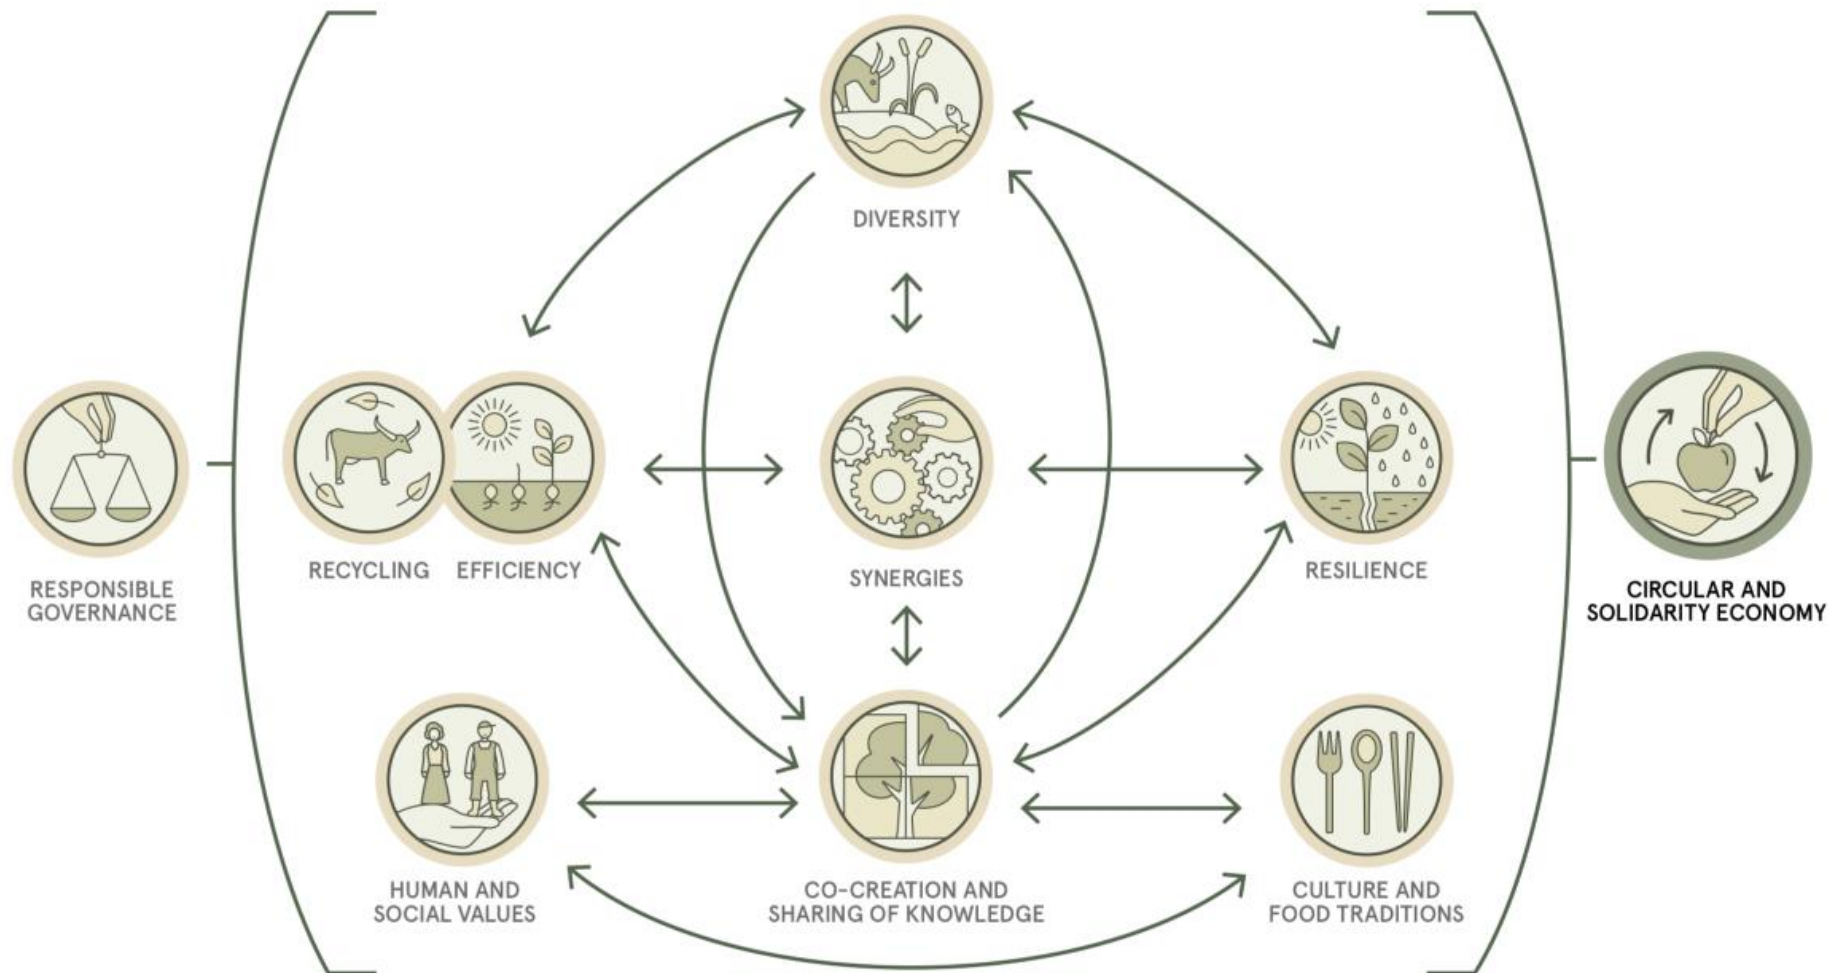 DIVERSITY
RECYCLING
EFFICIENCY
SYNERGIES
RESILIENCE
RESPONSIBLE
GOVERNANCE
CIRCULAR AND
SOLIDARITY ECONOMY
HUMAN AND
SOCIAL VALUES
CO-CREATION AND
SHARING OF KNOWLEDGE
CULTURE AND
FOOD TRADITIONS